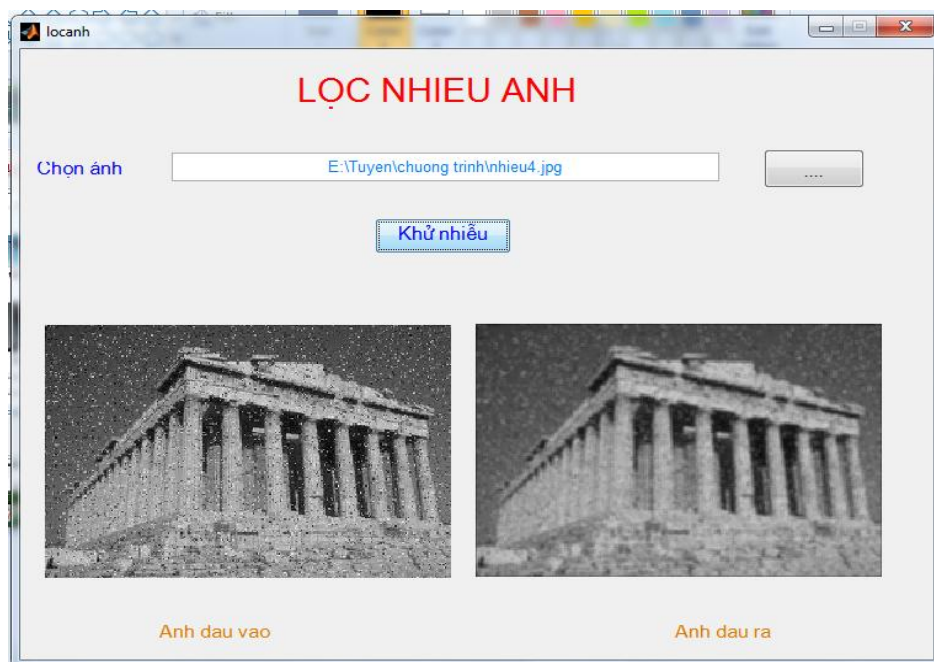 locanh
LỌC NHIEU ANH
Chọn ánh
E:\Tuyen\chuong trinh\nhieu4.jpg
....
Khử nhiễu
Anh dau vao
Anh dau ra